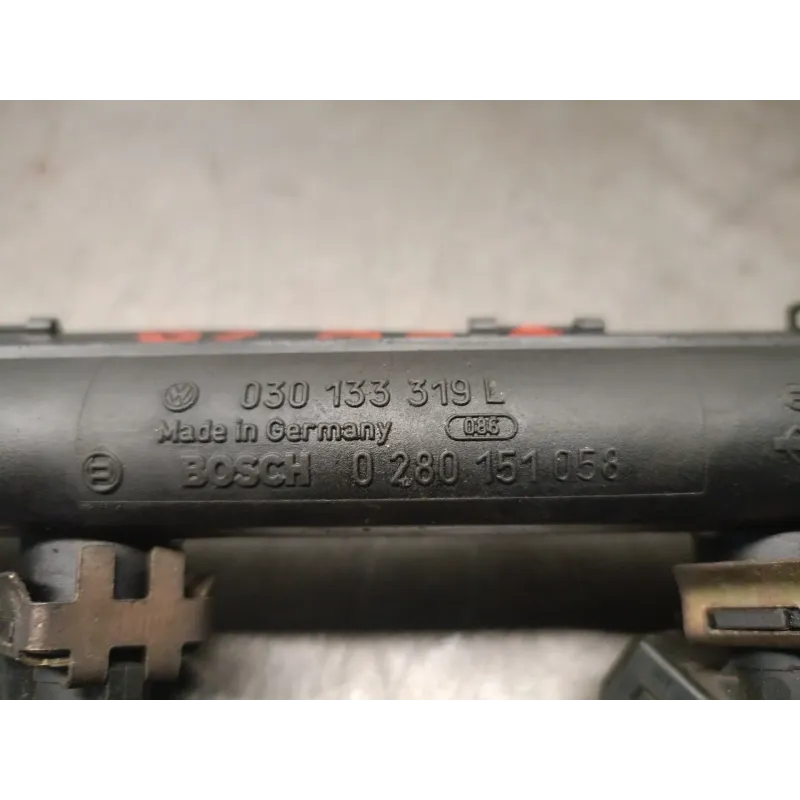 030 133 319 L
Made in Germany 086
BOSCH 0 280 151 058